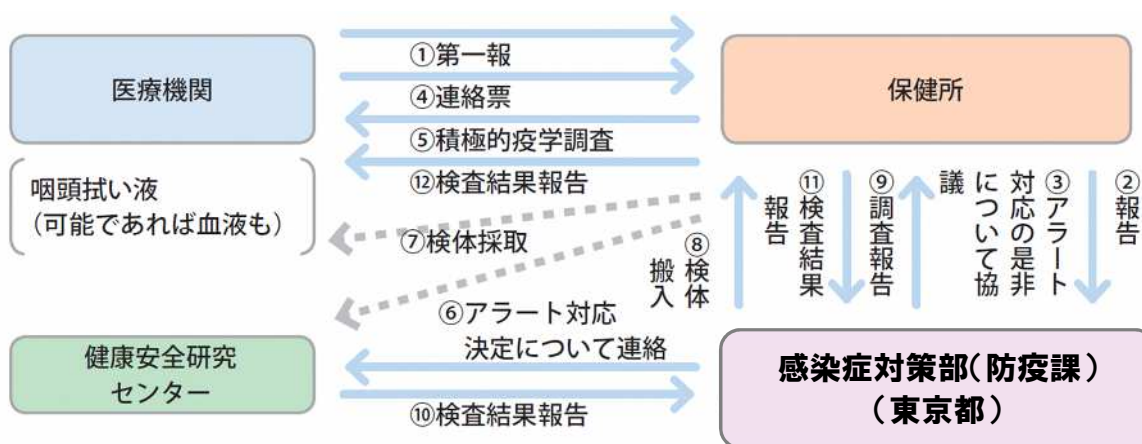 医療機関
保健所
①第一報
④連絡票
⑤積極的疫学調査
⑫検査結果報告
咽頭拭い液
(可能であれば血液も)
⑦検体採取
⑧検体
搬入
⑪検査結果
報告
⑨調査報告
③アラート
対応の是非
について協
議
②報告
⑥アラート対応
決定について連絡
⑩検査結果報告
健康安全研究
センター
感染症対策部(防疫課)
(東京都)